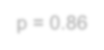 p = 0.86